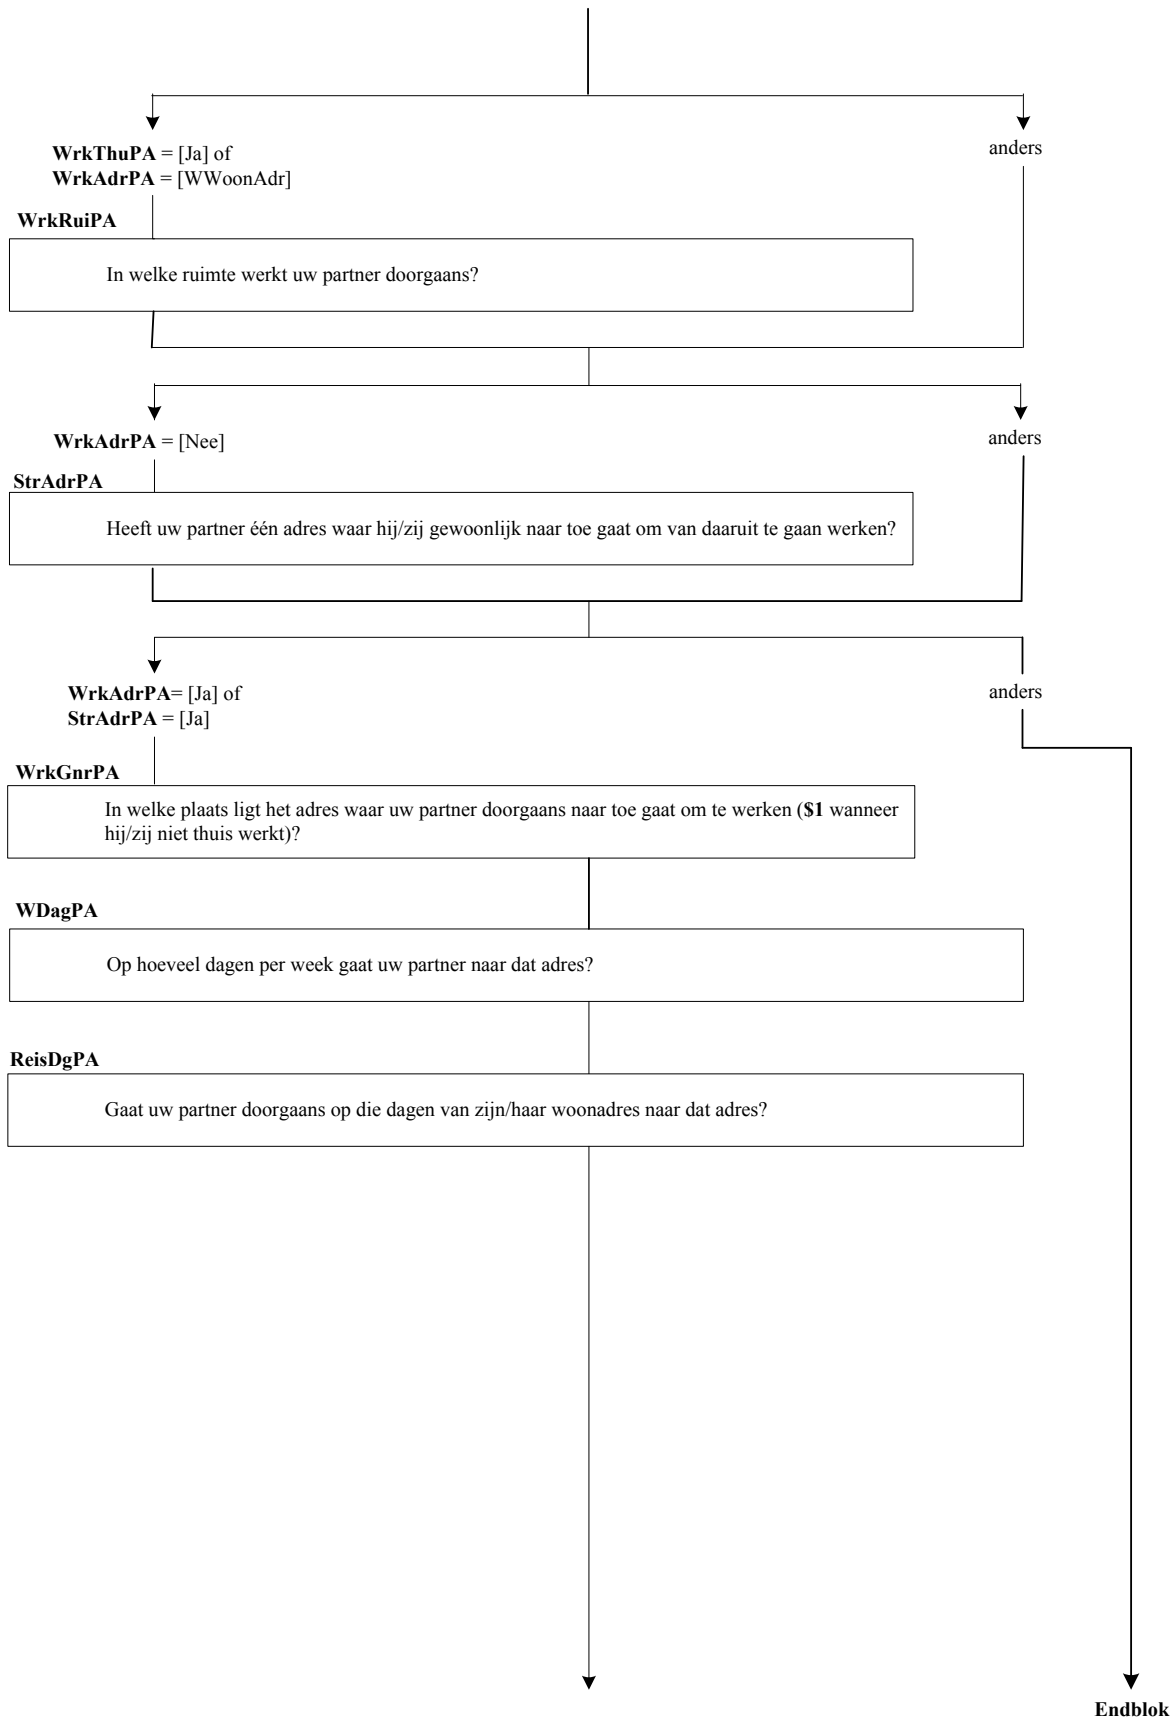 WrkThuPA = [Ja] of
WrkAdrPA = [WWoonAdr]
anders
WrkRuiPA
In welke ruimte werkt uw partner doorgaans?
WrkAdrPA = [Nee]
anders
StrAdrPA
Heeft uw partner één adres waar hij/zij gewoonlijk naar toe gaat om van daaruit te gaan werken?
WrkAdrPA= [Ja] of
StrAdrPA = [Ja]
anders
WrkGnrPA
In welke plaats ligt het adres waar uw partner doorgaans naar toe gaat om te werken ($1 wanneer
hij/zij niet thuis werkt)?
WDagPA
Op hoeveel dagen per week gaat uw partner naar dat adres?
ReisDgPA
Gaat uw partner doorgaans op die dagen van zijn/haar woonadres naar dat adres?
Endblok